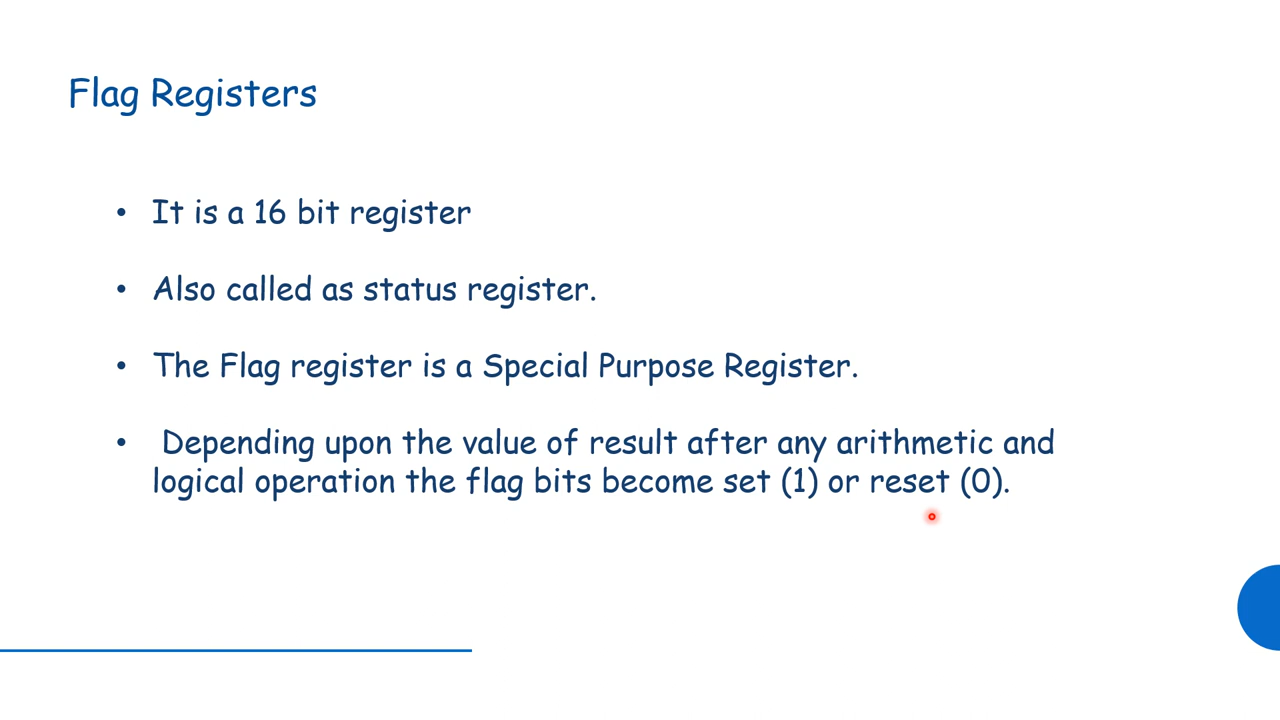 Flag Registers
• It is a 16 bit register
• Also called as status register.
• The Flag register is a Special Purpose Register.
• Depending upon the value of result after any arithmetic and
logical operation the flag bits become set (1) or reset (0).